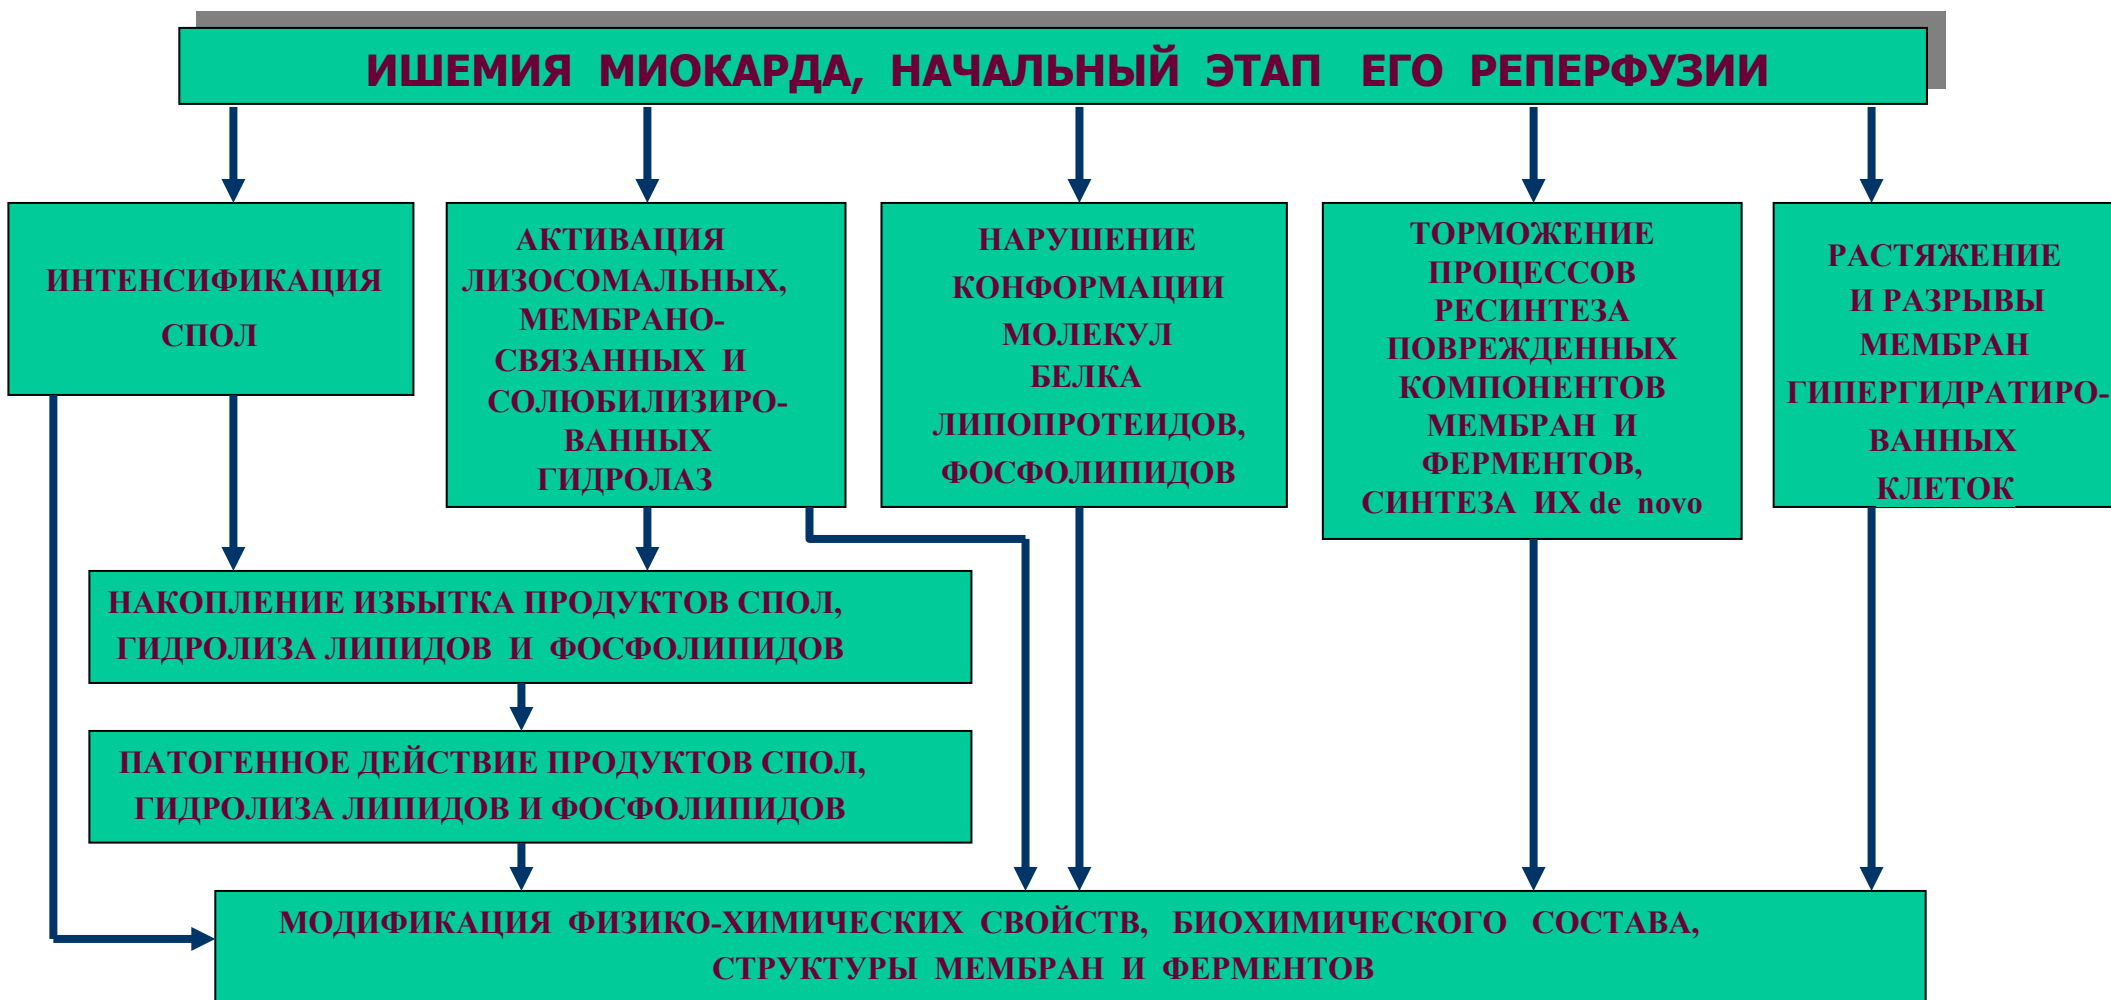 ИШЕМИЯ МИОКАРДА, НАЧАЛЬНЫЙ ЭТАП ЕГО РЕПЕРФУЗИИ
ИНТЕНСИФИКАЦИЯ
СПОЛ
АКТИВАЦИЯ
ЛИЗОСОМАЛЬНЫХ,
МЕМБРАНО-
СВЯЗАННЫХ И
СОЛЮБИЛИЗИРО-
ВАННЫХ
ГИДРОЛАЗ
НАРУШЕНИЕ
КОНФОРМАЦИИ
МОЛЕКУЛ
БЕЛКА
ЛИПОПРОТЕИДОВ,
ФОСФОЛИПИДОВ
ТОРМОЖЕНИЕ
ПРОЦЕССОВ
РЕСИНТЕЗА
ПОВРЕЖДЕННЫХ
КОМПОНЕНТОВ
МЕМБРАН И
ФЕРМЕНТОВ,
СИНТЕЗА ИХ de novo
РАСТЯЖЕНИЕ
И РАЗРЫВЫ
МЕМБРАН
ГИПЕРГИДРАТИРО-
ВАННЫХ
КЛЕТОК
НАКОПЛЕНИЕ ИЗБЫТКА ПРОДУКТОВ СПОЛ,
ГИДРОЛИЗА ЛИПИДОВ И ФОСФОЛИПИДОВ
ПАТОГЕННОЕ ДЕЙСТВИЕ ПРОДУКТОВ СПОЛ,
ГИДРОЛИЗА ЛИПИДОВ И ФОСФОЛИПИДОВ
МОДИФИКАЦИЯ ФИЗИКО-ХИМИЧЕСКИХ СВОЙСТВ, БИОХИМИЧЕСКОГО СОСТАВА,
СТРУКТУРЫ МЕМБРАН И ФЕРМЕНТОВ